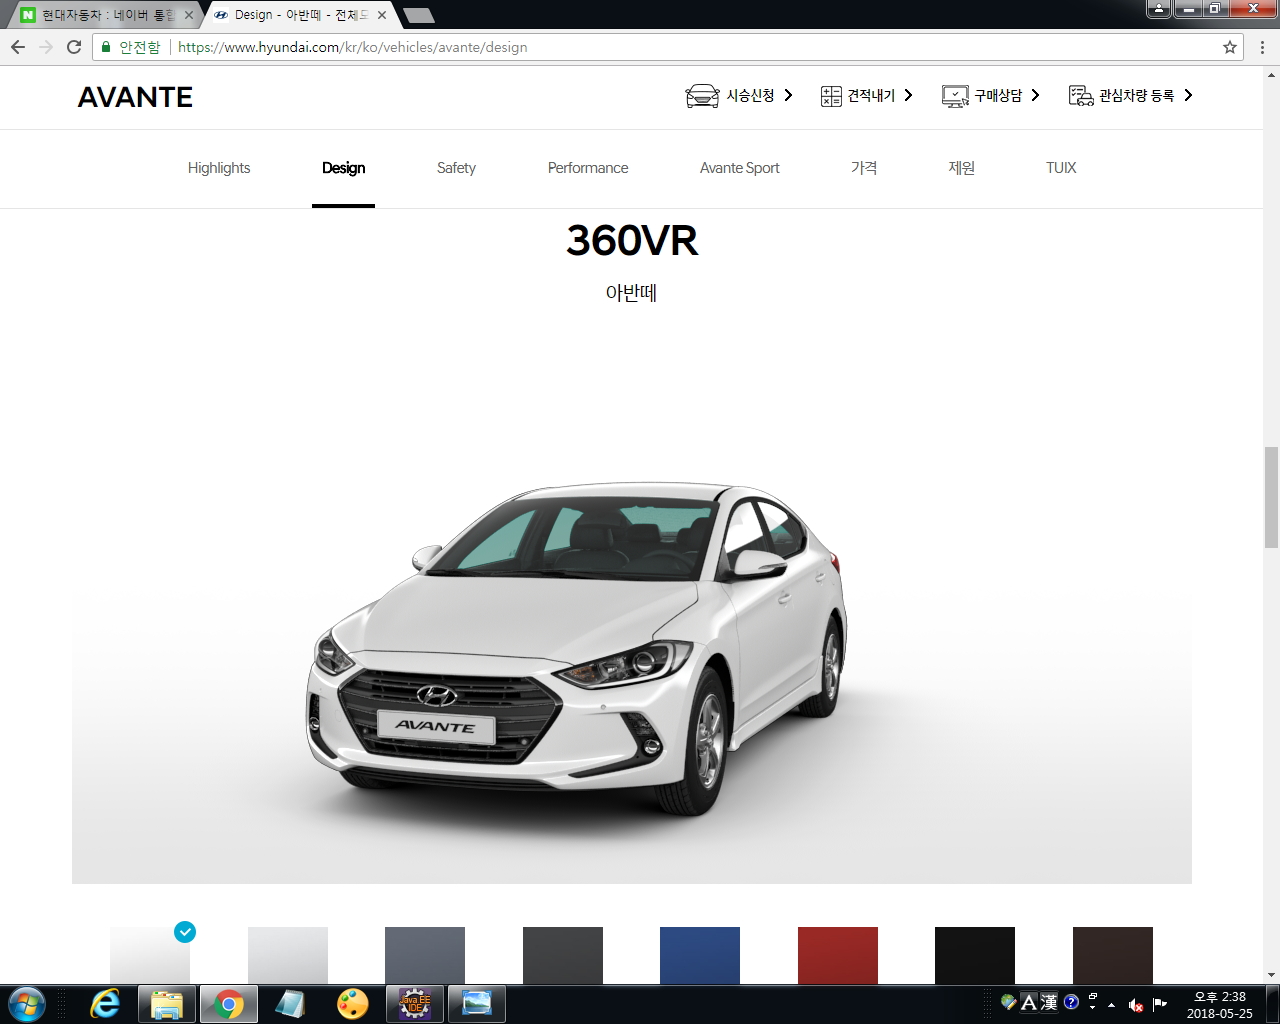 현대자동차 : 네이버 통합
Design - 아반떼 - 전체모
안전함
https://www.hyundai.com/kr/ko/vehicles/avante/design
AVANTE
시승신청
견적내기
구매상담
관심차량 등록
Highlights
Design
Safety
Performance
Avante Sport
가격
제원
TUIX
360VR
아반떼
AVANTE
Java EE
IDE
A 漢
오후 2:38
2018-05-25